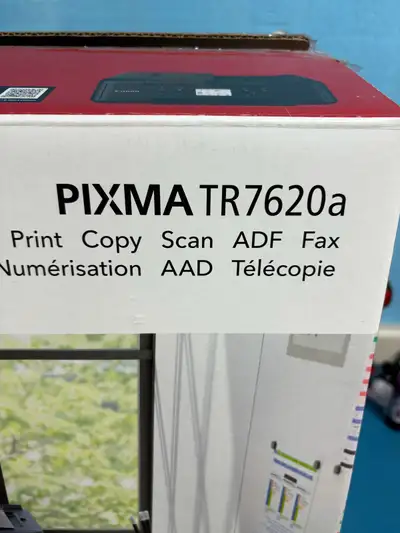 PIXMA TR7620a
Print Copy Scan ADF Fax
Numérisation AAD Télécopie